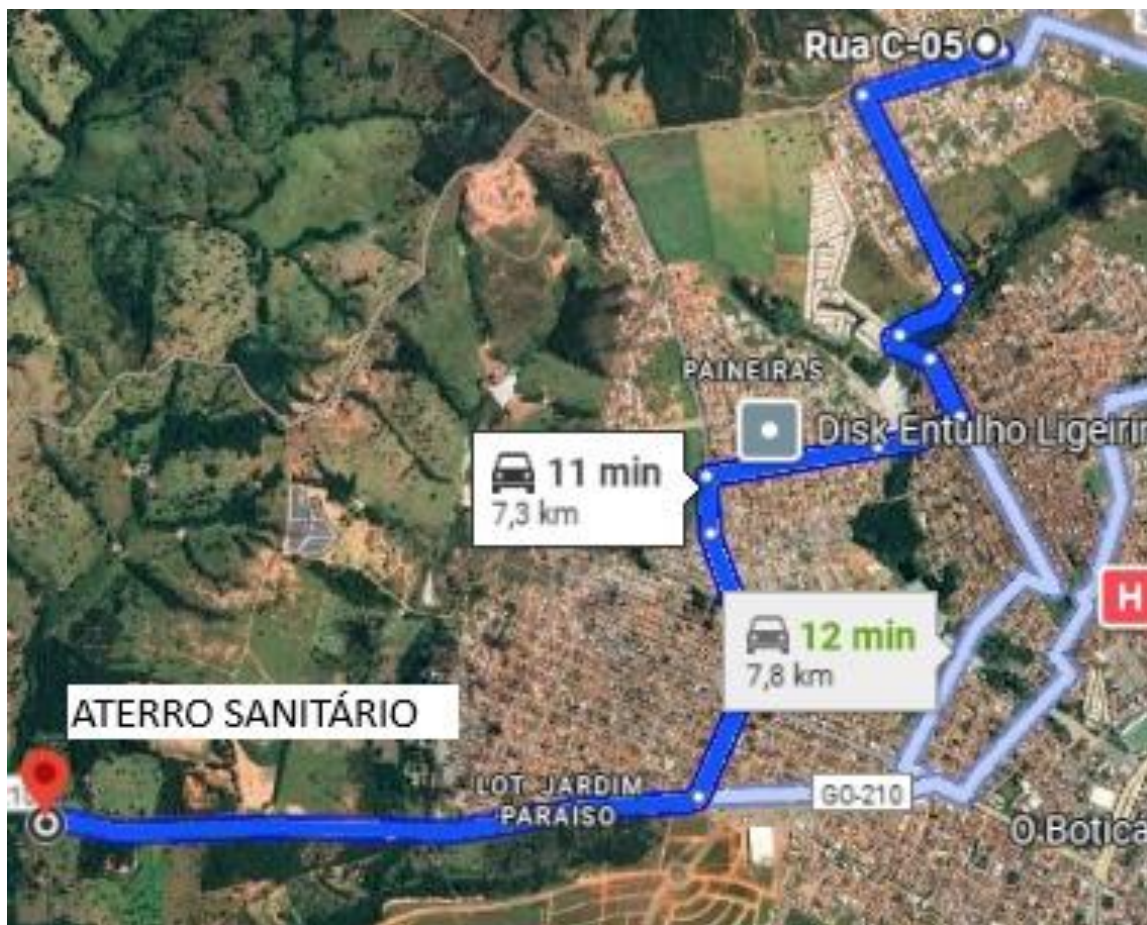 Rua C-05
PAINEIRAS
Disk Entulho Ligeirin
11 min
7,3 km
H
12 min
7,8 km
ATERRO SANITÁRIO
LOT. JARDIM
PARAISO
GO-210
O Botica